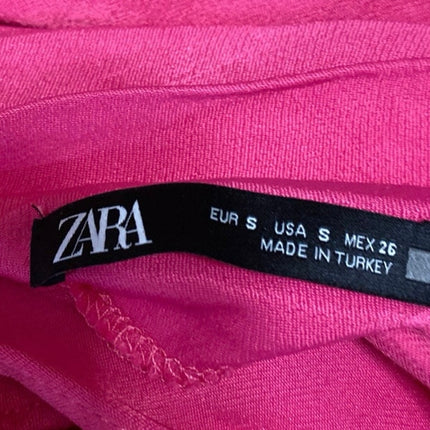 ZARA
EUR S USA S MEX 26
MADE IN TURKEY